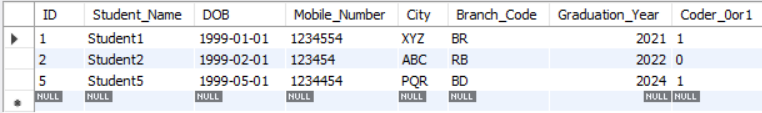 ID Student_Name DOB Mobile_Number City Branch_Code Graduation_Year Coder_0or1
1 Student1 1999-01-01 1234554 XYZ BR 2021 1
2 Student2 1999-02-01 123454 ABC RB 2022 0
5 Student5 1999-05-01 1234454 PQR BD 2024 1
NULL NULL NULL NULL NULL NULL NULL NULL